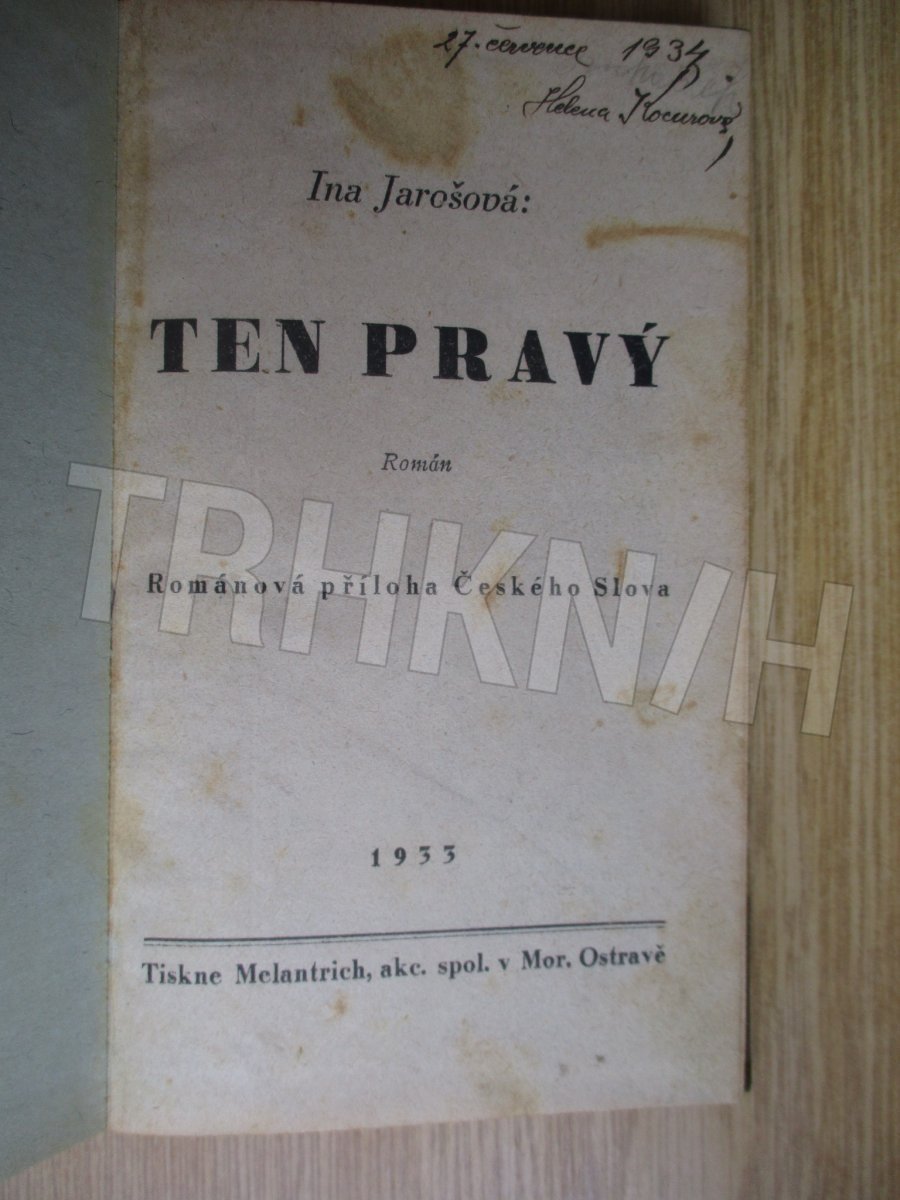 27. července 1934
Helena Kocurová
Ina Jarošová:
TEN PRAVÝ
Román
Románová příloha Českého Slova
TRHKNIH
1933
Tiskne Melantrich, akc. spol. v Mor. Ostravě